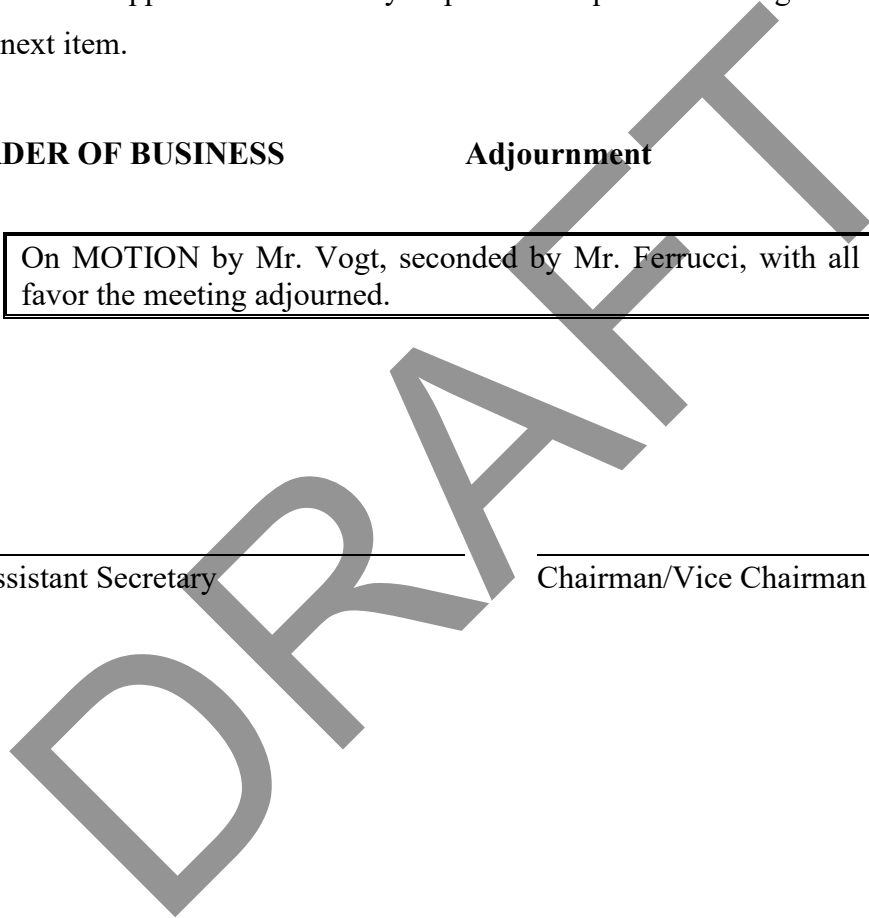 next item.
DER OF BUSINESS Adjournment
On MOTION by Mr. Vogt, seconded by Mr. Ferrucci, with all
favor the meeting adjourned.
ssistant Secretary Chairman/Vice Chairman
DRAFT